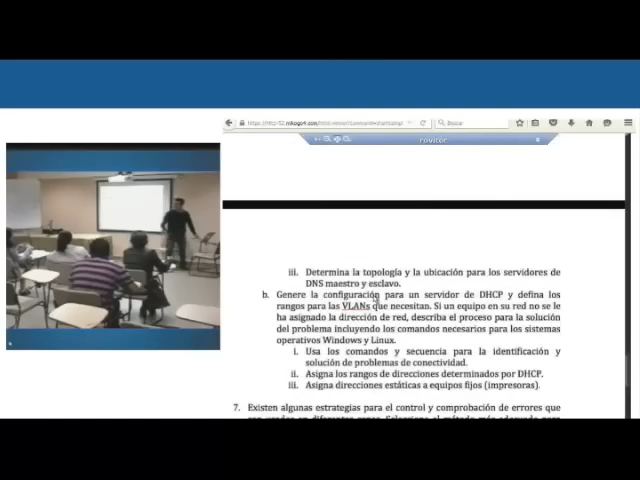 Buscar
iii. Determina la topología y la ubicación para los servidores de
DNS maestro y esclavo.
b. Genere la configuración para un servidor de DHCP y defina los
rangos para las VLANs que necesitan. Si un equipo en su red no se le
ha asignado la dirección de red, describa el proceso para la solución
del problema incluyendo los comandos necesarios para los sistemas
operativos Windows y Linux.
i. Usa los comandos y secuencia para la identificación y
solución de problemas de conectividad.
ii. Asigna los rangos de direcciones determinados por DHCP.
iii. Asigna direcciones estáticas a equipos fijos (impresoras).
7. Existen algunas estrategias para el control y comprobación de errores que